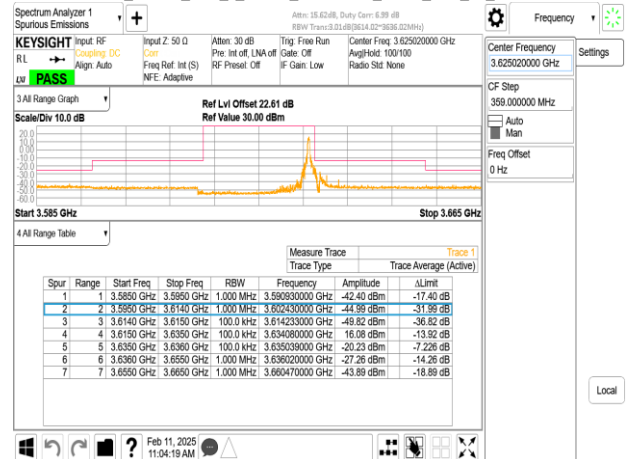 Spectrum Analyzer 1
Spurious Emissions
Attn: 15.62dB, Duty Corr: 6.99 dB
RBW Trans:3.01dB(3614.02~3636.02MHz)
Frequency
KEYSIGHT
RL
LXI PASS
Input: RF
Coupling: DC
Align: Auto
Input Z: 50 Ω
Corr
Freq Ref: Int (S)
NFE: Adaptive
Atten: 30 dB
Pre: Int off, LNA off
RF Preset: Off
Trig: Free Run
Gate: Off
IF Gain: Low
Center Freq: 3.625020000 GHz
Avg|Hold: 100/100
Radio Std: None
Center Frequency
3.625020000 GHz
Settings
CF Step
359.000000 MHz
Auto
Man
Freq Offset
0 Hz
3 All Range Graph
Scale/Div 10.0 dB
Ref Lvl Offset 22.61 dB
Ref Value 30.00 dBm
20.0
10.0
0.00
-10.0
-20.0
-30.0
-40.0
-50.0
-60.0
Start 3.585 GHz
Stop 3.665 GHz
4 All Range Table
Measure Trace Trace 1
Trace Type Trace Average (Active)
Spur Range Start Freq Stop Freq RBW Frequency Amplitude ΔLimit
1 1 3.5850 GHz 3.5950 GHz 1.000 MHz 3.590930000 GHz -42.40 dBm -17.40 dB
2 2 3.5950 GHz 3.6140 GHz 1.000 MHz 3.602430000 GHz -44.99 dBm -31.99 dB
3 3 3.6140 GHz 3.6150 GHz 100.0 kHz 3.614233000 GHz -49.82 dBm -36.82 dB
4 4 3.6150 GHz 3.6350 GHz 100.0 kHz 3.634080000 GHz 16.08 dBm -13.92 dB
5 5 3.6350 GHz 3.6360 GHz 100.0 kHz 3.635039000 GHz -20.23 dBm -7.226 dB
6 6 3.6360 GHz 3.6550 GHz 1.000 MHz 3.636020000 GHz -27.26 dBm -14.26 dB
7 7 3.6550 GHz 3.6650 GHz 1.000 MHz 3.660470000 GHz -43.89 dBm -18.89 dB
Local
?
Feb 11, 2025
11:04:19 AM